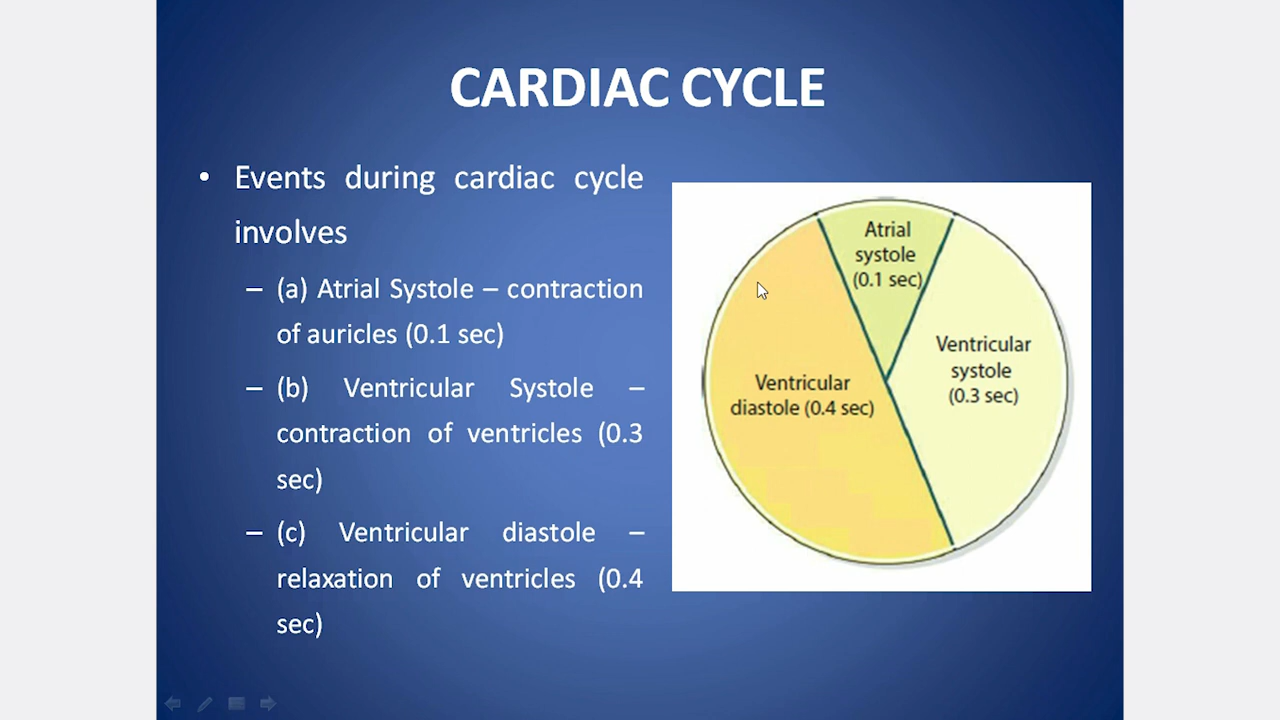 CARDIAC CYCLE
• Events during cardiac cycle
involves
– (a) Atrial Systole – contraction
of auricles (0.1 sec)
– (b) Ventricular Systole –
contraction of ventricles (0.3
sec)
– (c) Ventricular diastole –
relaxation of ventricles (0.4
sec)
Atrial
systole
(0.1 sec)
Ventricular
systole
(0.3 sec)
Ventricular
diastole (0.4 sec)